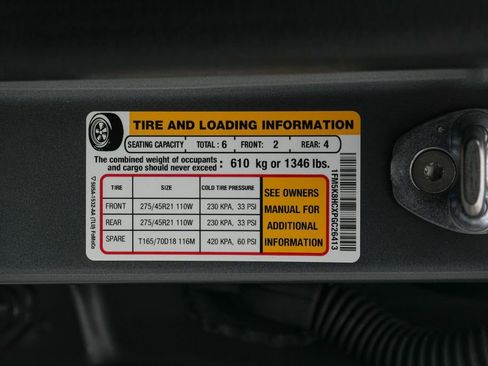 TIRE AND LOADING INFORMATION
SEATING CAPACITY TOTAL : 6 FRONT: 2 REAR: 4
The combined weight of occupants
and cargo should never exceed : 610 kg or 1346 lbs.
TIRE SIZE COLD TIRE PRESSURE
FRONT 275/45R21 110W 230 KPA, 33 PSI
REAR 275/45R21 110W 230 KPA, 33 PSI
SPARE T165/70D18 116M 420 KPA, 60 PSI
SEE OWNERS
MANUAL FOR
ADDITIONAL
INFORMATION
1FM5K8HCXPGC26413